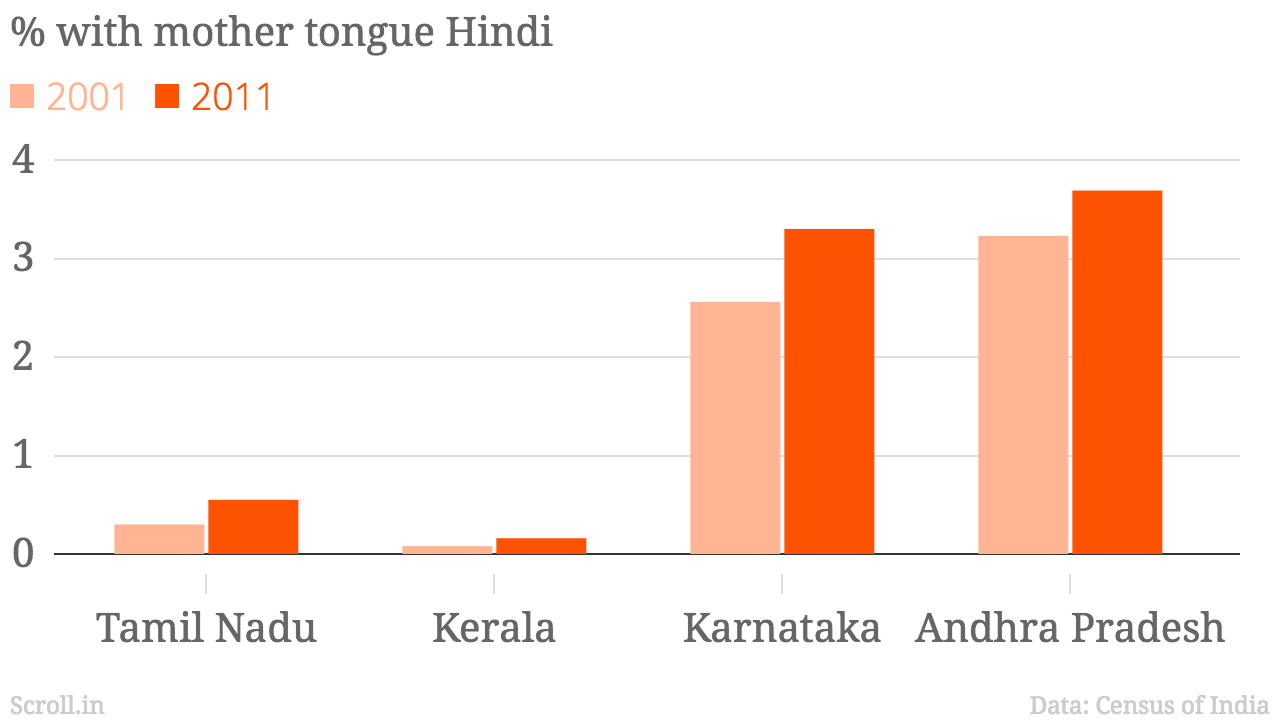 % with mother tongue Hindi
2001 2011
4
3
2
1
0
Tamil Nadu Kerala Karnataka Andhra Pradesh
Scroll.in Data: Census of India